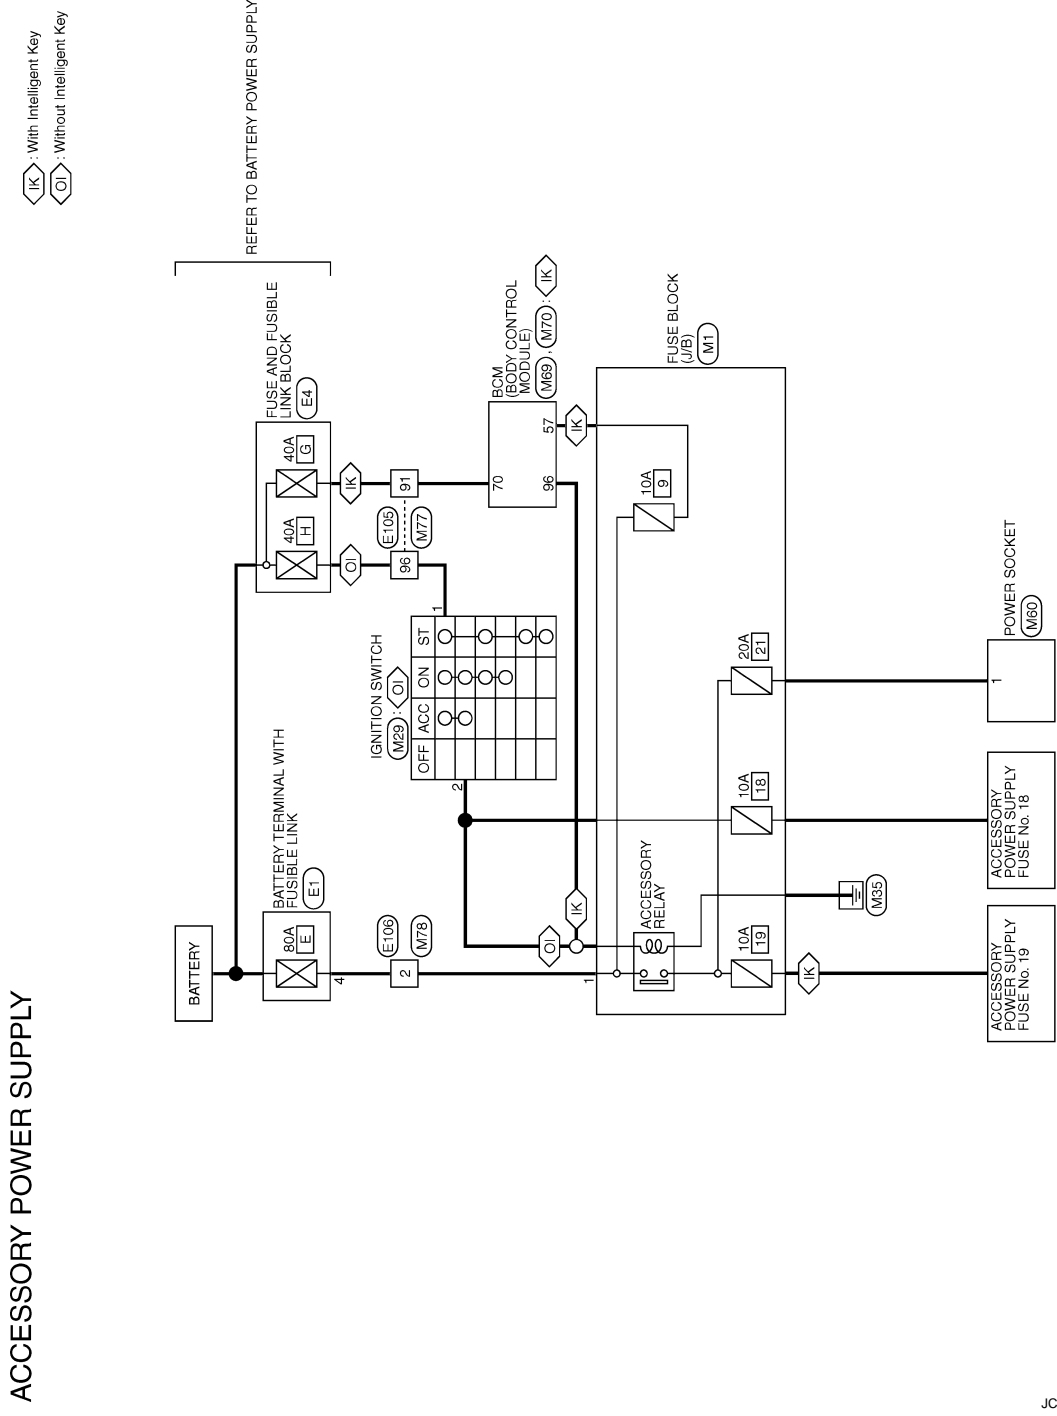 ACCESSORY POWER SUPPLY
IK : With Intelligent Key
OI : Without Intelligent Key
REFER TO BATTERY POWER SUPPLY
BATTERY
BATTERY TERMINAL WITH
FUSIBLE LINK
E1
80A
E
4
FUSE AND FUSIBLE
LINK BLOCK
E4
40A
H
40A
G
OI
IK
E106
2
M78
E105
96
91
M77
IGNITION SWITCH
M29 : OI
OFF
ACC
ON
ST
1
2
BCM
(BODY CONTROL
MODULE)
M69 , M70 : IK
70
96
57
IK
OI
IK
1
FUSE BLOCK
(J/B)
M1
ACCESSORY
RELAY
10A
9
10A
19
10A
18
20A
21
IK
M35
ACCESSORY
POWER SUPPLY
FUSE No. 19
ACCESSORY
POWER SUPPLY
FUSE No. 18
POWER SOCKET
M60
1
JC